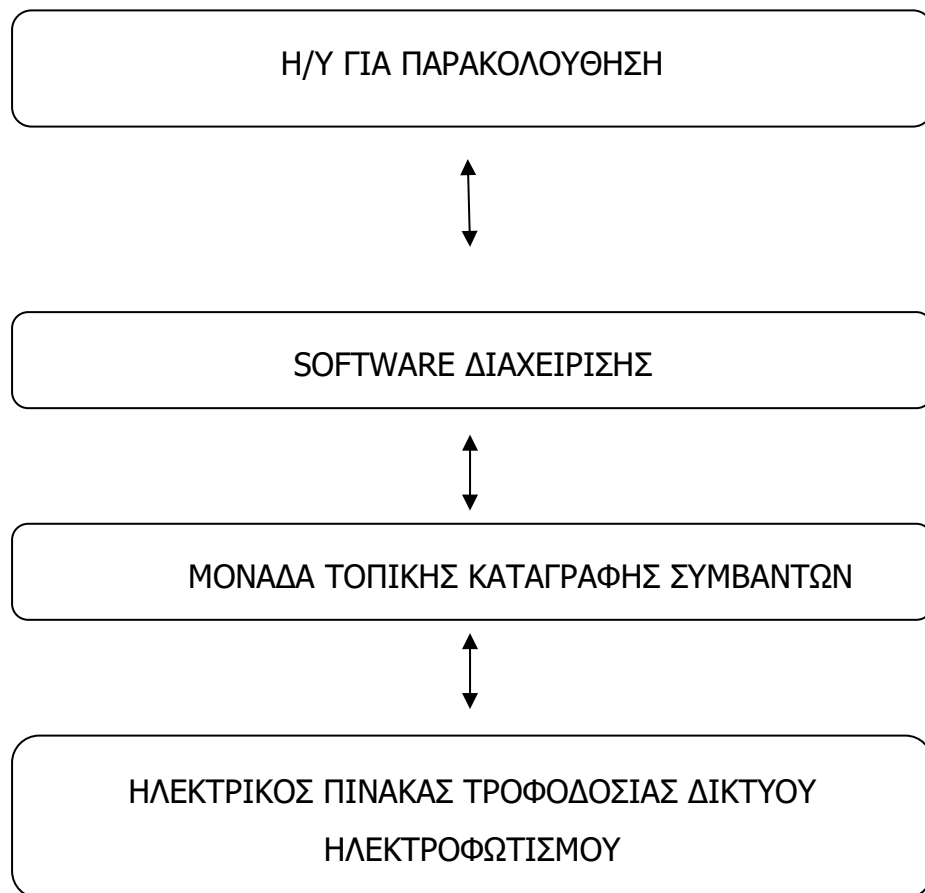 Η/Υ ΓΙΑ ΠΑΡΑΚΟΛΟΥΘΗΣΗ
SOFTWARE ΔΙΑΧΕΙΡΙΣΗΣ
ΜΟΝΑΔΑ ΤΟΠΙΚΗΣ ΚΑΤΑΓΡΑΦΗΣ ΣΥΜΒΑΝΤΩΝ
ΗΛΕΚΤΡΙΚΟΣ ΠΙΝΑΚΑΣ ΤΡΟΦΟΔΟΣΙΑΣ ΔΙΚΤΥΟΥ
ΗΛΕΚΤΡΟΦΩΤΙΣΜΟΥ